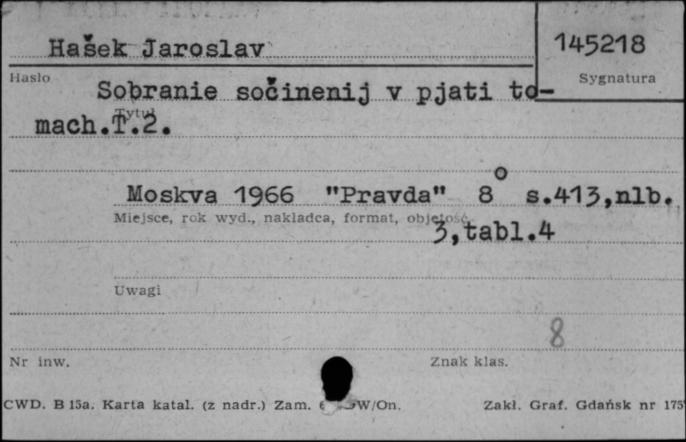 Hašek Jaroslav
145218
Hasło
Sygnatura
Sobranie sočinenij v pjati to-
mach.T.2.
Tytuł
Moskva 1966 "Pravda" 8° s.413,nlb.
Miejsce, rok wyd., nakładca, format, objętość
3,tabl.4
Uwagi
8
Nr inw.
Znak klas.
CWD. B 15a. Karta katal. (z nadr.) Zam. W/On.
Zakł. Graf. Gdańsk nr 175